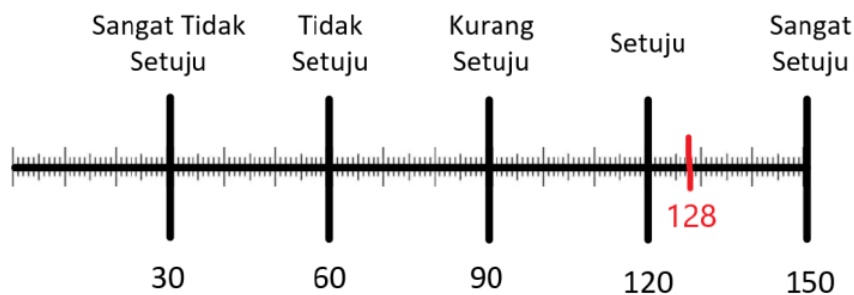 Sangat Tidak
Setuju
Tidak
Setuju
Kurang
Setuju
Setuju
Sangat
Setuju
128
30
60
90
120
150